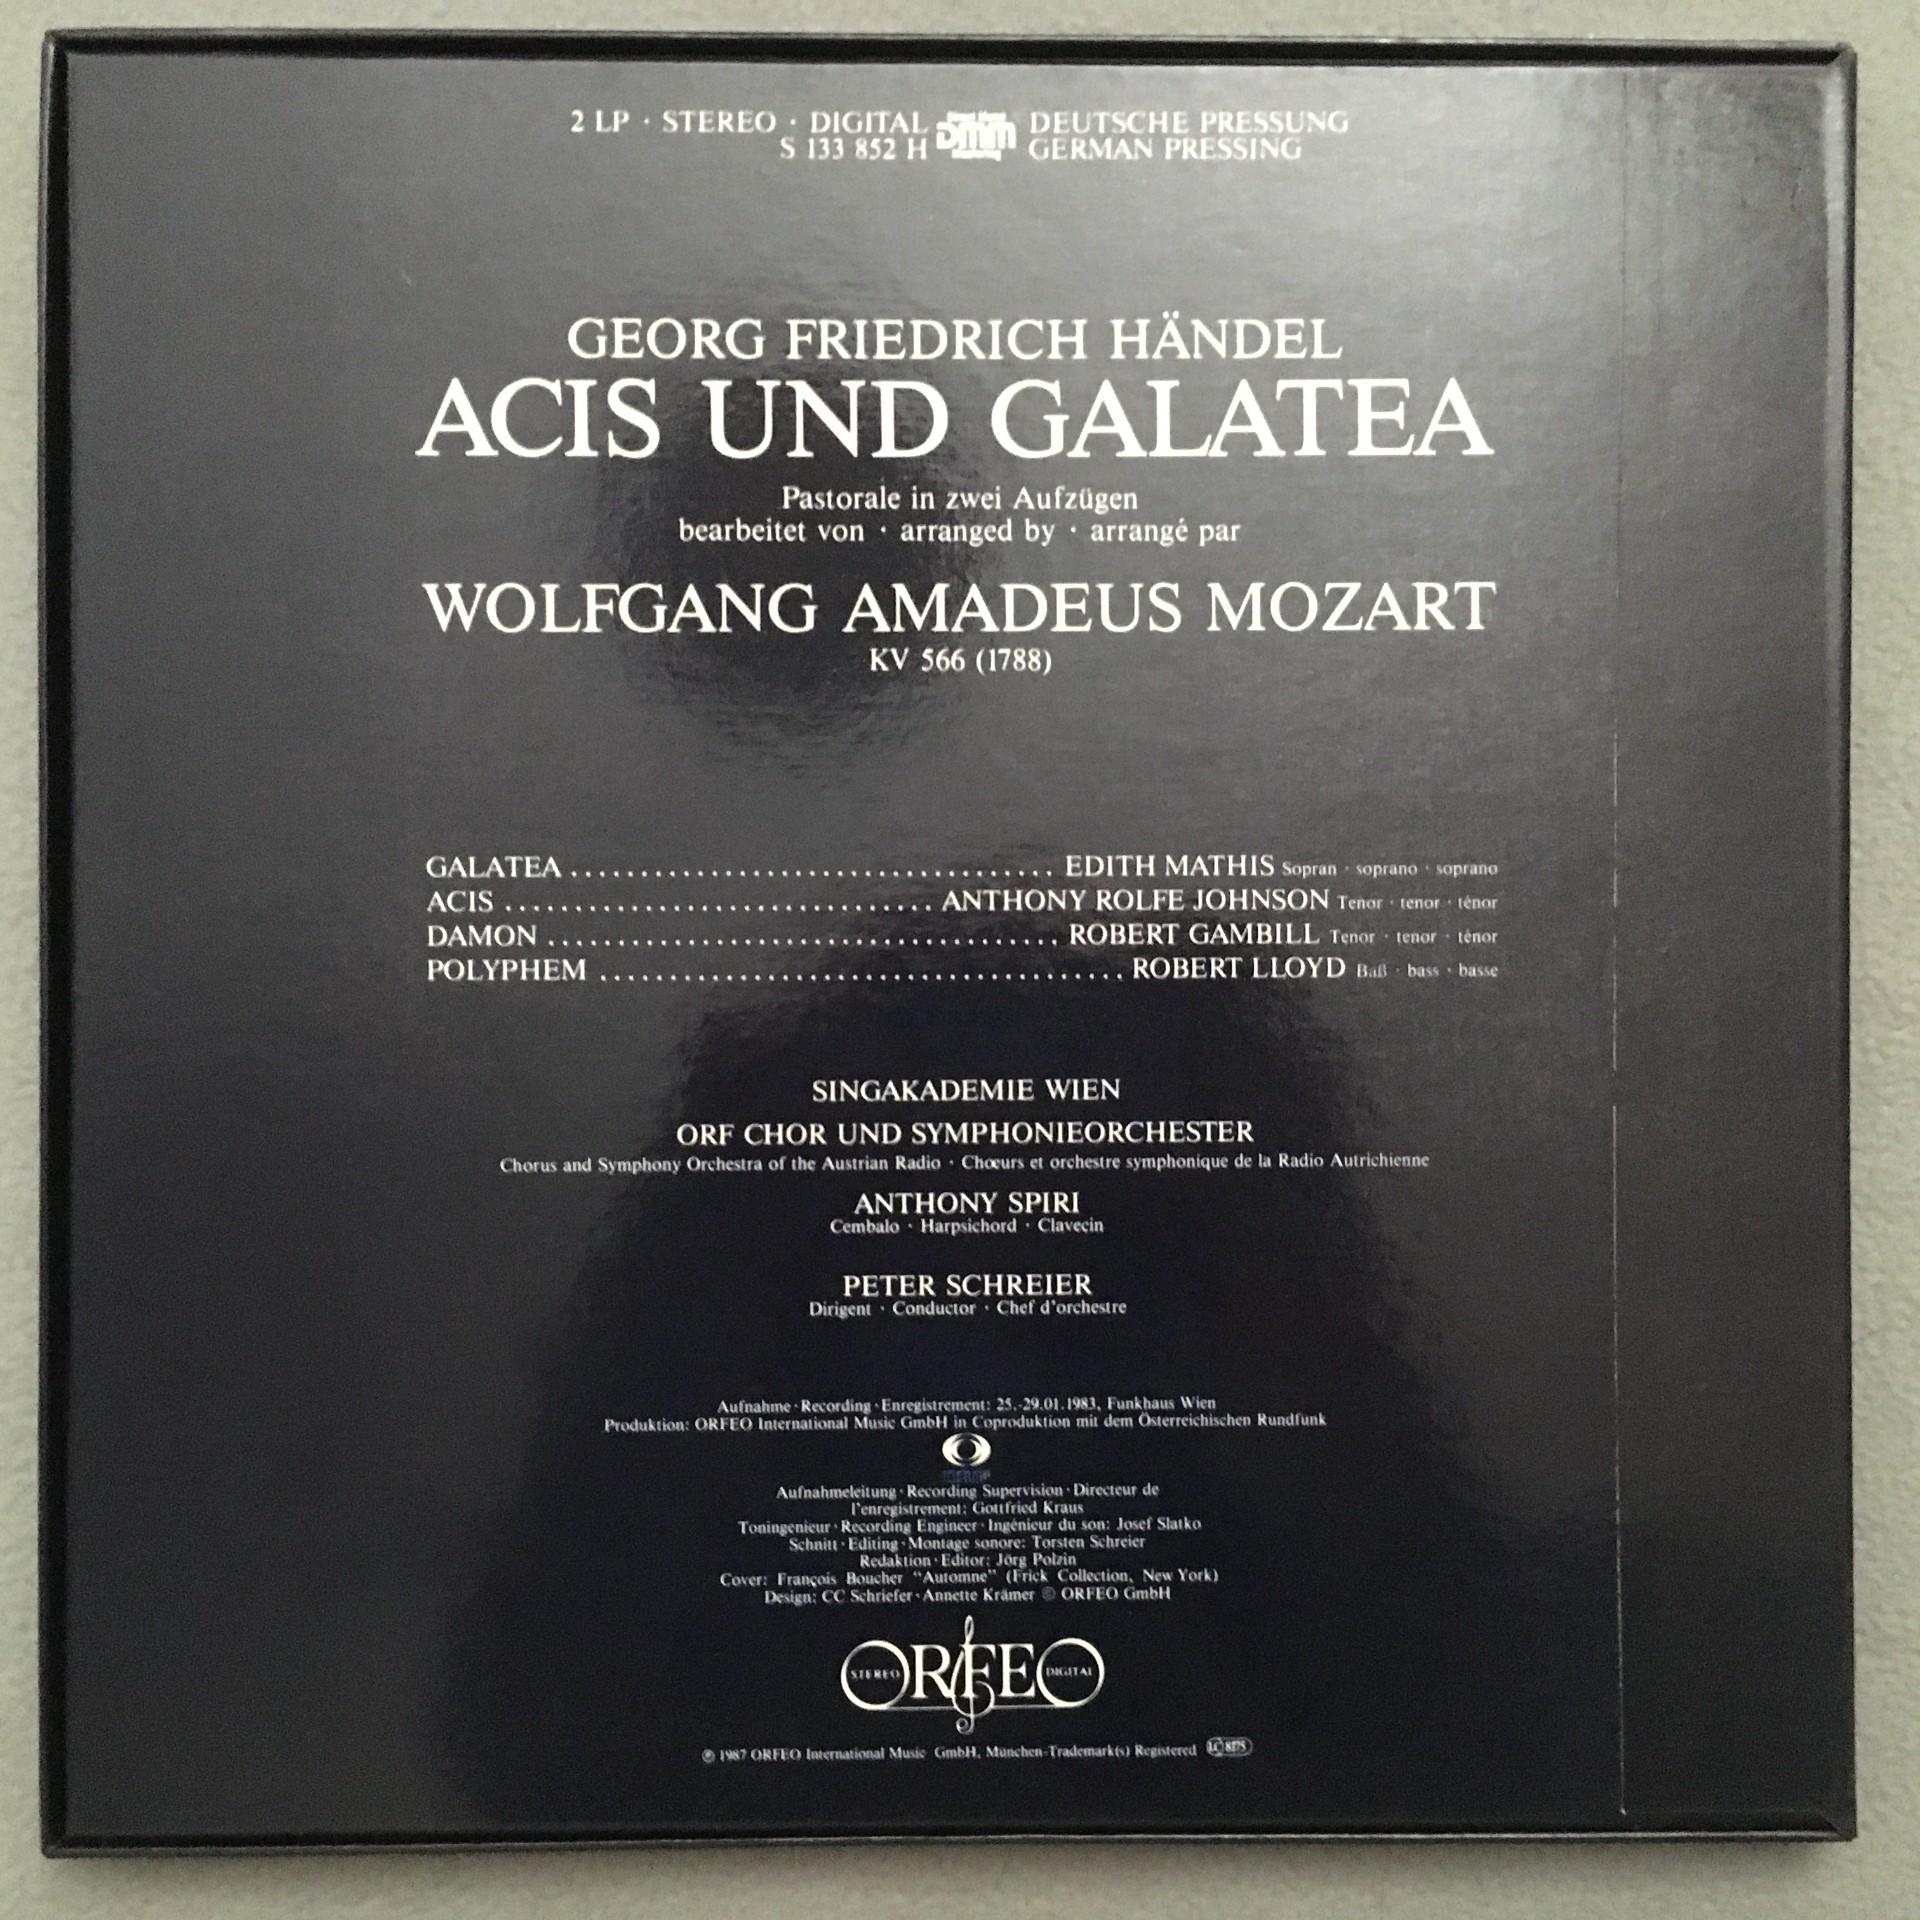 2 LP · STEREO · DIGITAL DMM DEUTSCHE PRESSUNG
S 133 852 H GERMAN PRESSING
GEORG FRIEDRICH HÄNDEL
ACIS UND GALATEA
Pastorale in zwei Aufzügen
bearbeitet von · arranged by · arrangé par
WOLFGANG AMADEUS MOZART
KV 566 (1788)
GALATEA ................................... EDITH MATHIS Sopran · soprano · soprano
ACIS ............................... ANTHONY ROLFE JOHNSON Tenor · tenor · ténor
DAMON ..................................... ROBERT GAMBILL Tenor · tenor · ténor
POLYPHEM ...................................... ROBERT LLOYD Baß · bass · basse
SINGAKADEMIE WIEN
ORF CHOR UND SYMPHONIEORCHESTER
Chorus and Symphony Orchestra of the Austrian Radio · Chœurs et orchestre symphonique de la Radio Autrichienne
ANTHONY SPIRI
Cembalo · Harpsichord · Clavecin
PETER SCHREIER
Dirigent · Conductor · Chef d'orchestre
Aufnahme · Recording · Enregistrement: 25.-29.01.1983, Funkhaus Wien
Produktion: ORFEO International Music GmbH in Coproduktion mit dem Österreichischen Rundfunk
Aufnahmeleitung · Recording Supervision · Directeur de
l'enregistrement: Gottfried Kraus
Toningenieur · Recording Engineer · Ingénieur du son: Josef Slatko
Schnitt · Editing · Montage sonore: Torsten Schreier
Redaktion · Editor: Jörg Polzin
Cover: François Boucher “Automne” (Frick Collection, New York)
Design: CC Schriefer · Annette Krämer © ORFEO GmbH
STEREO ORFEO DIGITAL
℗ 1987 ORFEO International Music GmbH, München-Trademark(s) Registered LC 8175